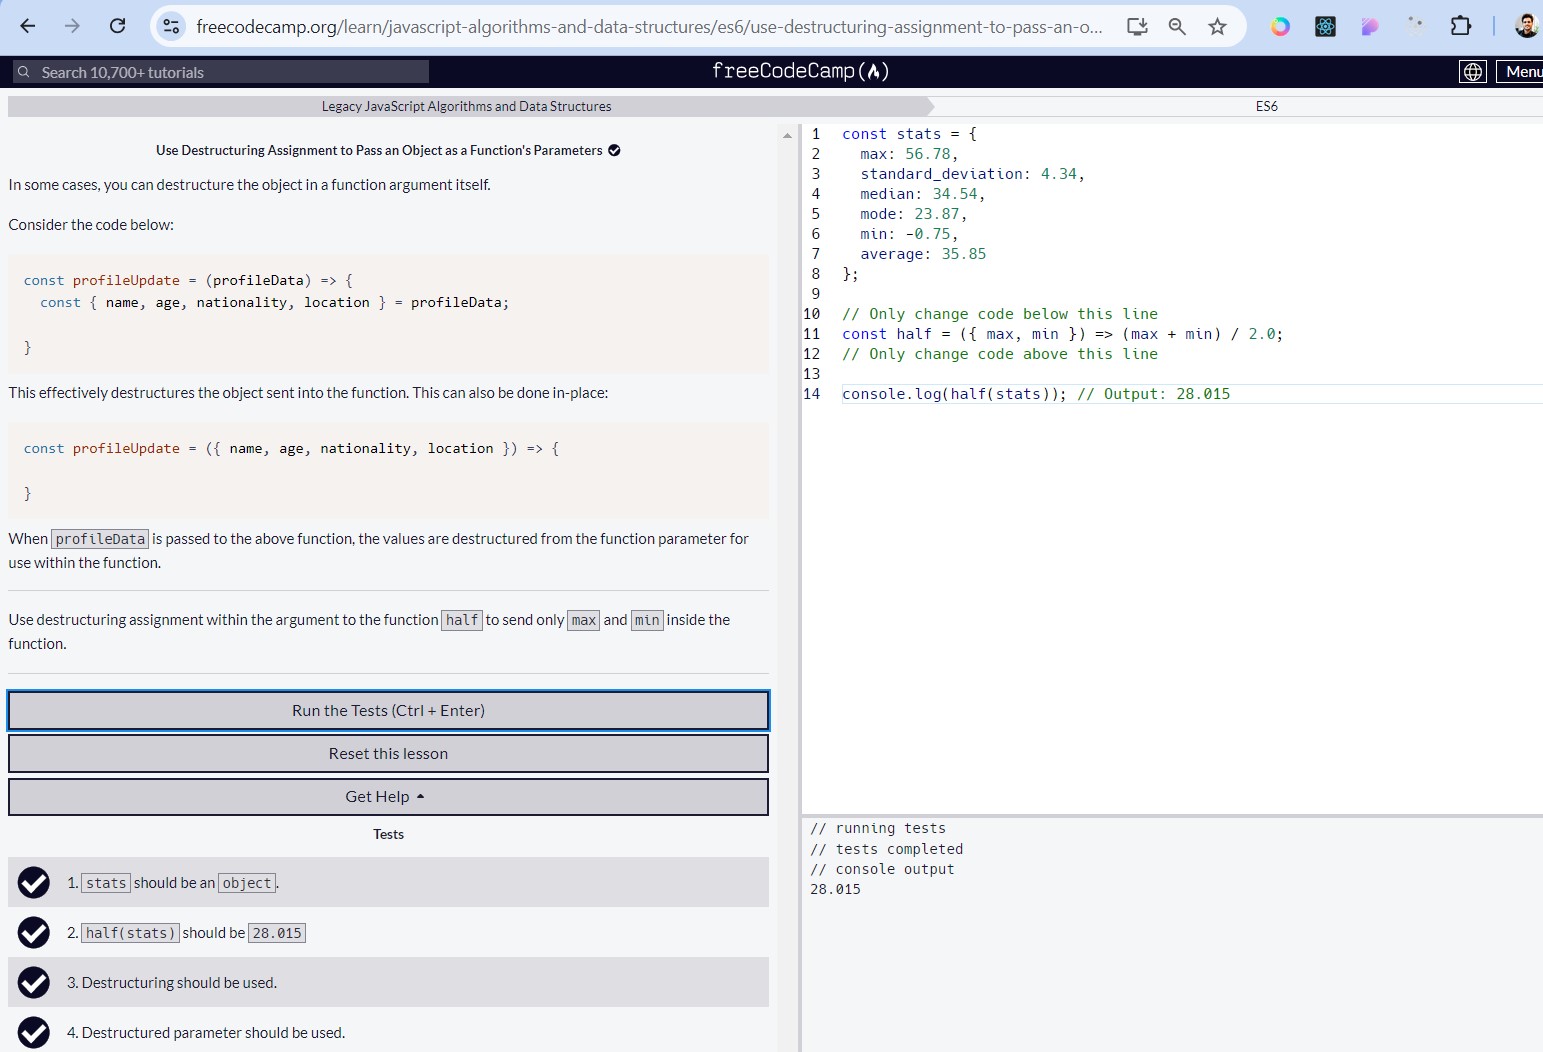 freecodecamp.org/learn/javascript-algorithms-and-data-structures/es6/use-destructuring-assignment-to-pass-an-o...
Search 10,700+ tutorials
freeCodeCamp
Menu
Legacy JavaScript Algorithms and Data Structures
ES6
Use Destructuring Assignment to Pass an Object as a Function's Parameters
In some cases, you can destructure the object in a function argument itself.
Consider the code below:
const profileUpdate = (profileData) => {
const { name, age, nationality, location } = profileData;
}
This effectively destructures the object sent into the function. This can also be done in-place:
const profileUpdate = ({ name, age, nationality, location }) => {
}
When profileData is passed to the above function, the values are destructured from the function parameter for
use within the function.
Use destructuring assignment within the argument to the function half to send only max and min inside the
function.
Run the Tests (Ctrl + Enter)
Reset this lesson
Get Help
Tests
1. stats should be an object.
2. half(stats) should be 28.015
3. Destructuring should be used.
4. Destructured parameter should be used.
1 const stats = {
2 max: 56.78,
3 standard_deviation: 4.34,
4 median: 34.54,
5 mode: 23.87,
6 min: -0.75,
7 average: 35.85
8 };
9
10 // Only change code below this line
11 const half = ({ max, min }) => (max + min) / 2.0;
12 // Only change code above this line
13
14 console.log(half(stats)); // Output: 28.015
// running tests
// tests completed
// console output
28.015